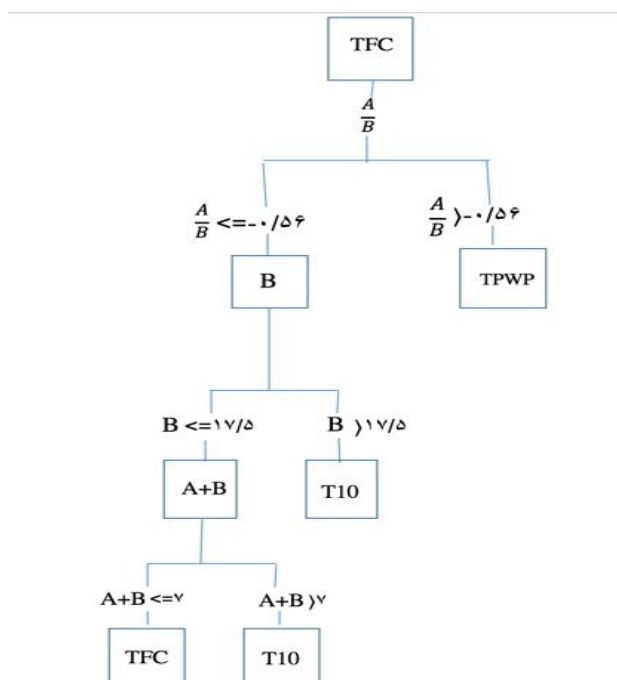 TFC
A/B
A/B <=-۰/۵۶
A/B ⟩-۰/۵۶
B
TPWP
B <=۱۷/۵
B ⟩۱۷/۵
A+B
T10
A+B <=۷
A+B ⟩۷
TFC
T10